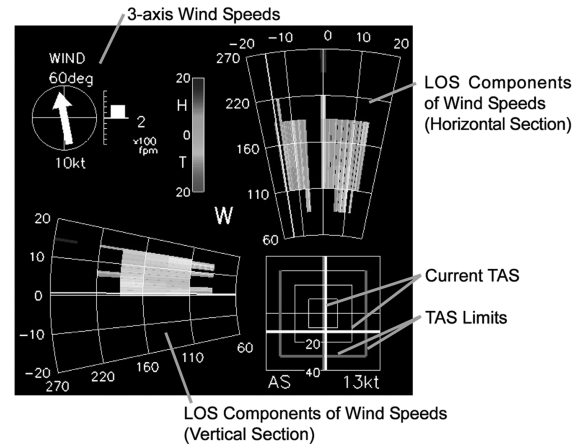 3-axis Wind Speeds
WIND
60deg
10kt
2
x100
fpm
20
H
0
T
20
-20
-10
0
10
20
270
220
160
110
60
LOS Components
of Wind Speeds
(Horizontal Section)
W
20
10
0
-10
-20
270
220
160
110
60
Current TAS
TAS Limits
20
40
AS
13kt
LOS Components of Wind Speeds
(Vertical Section)